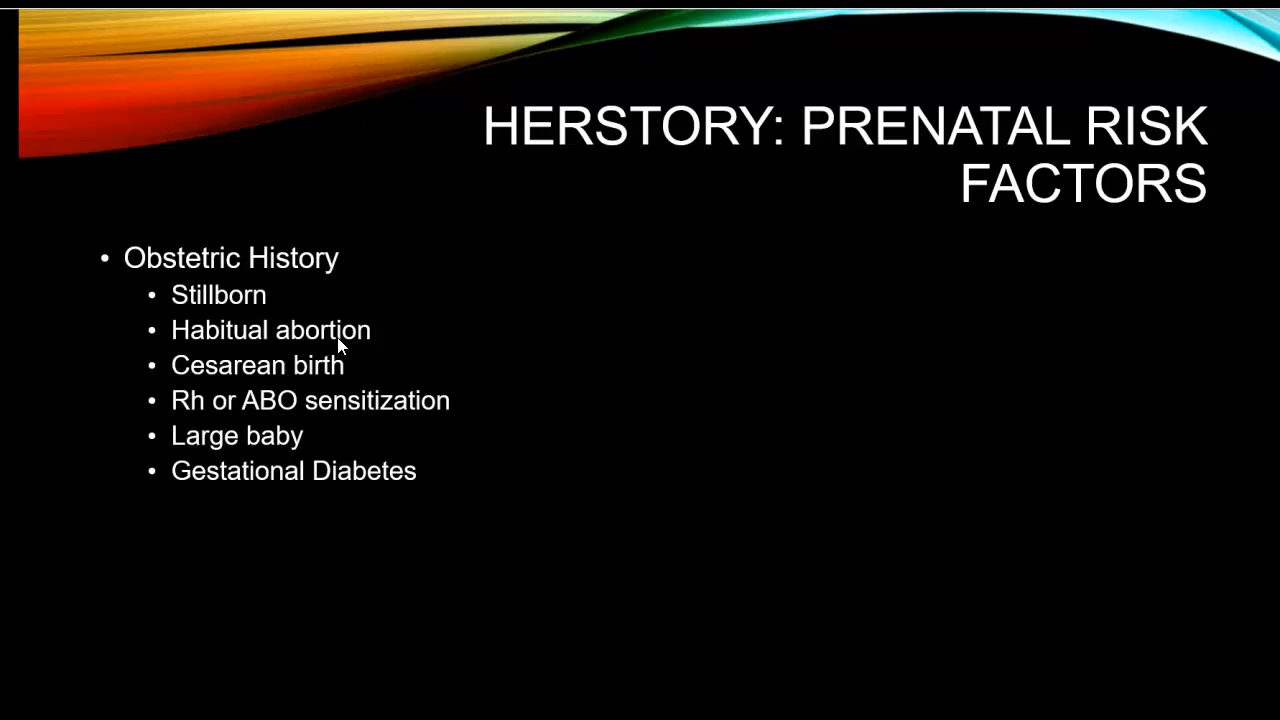 HERSTORY: PRENATAL RISK
FACTORS
• Obstetric History
• Stillborn
• Habitual abortion
• Cesarean birth
• Rh or ABO sensitization
• Large baby
• Gestational Diabetes